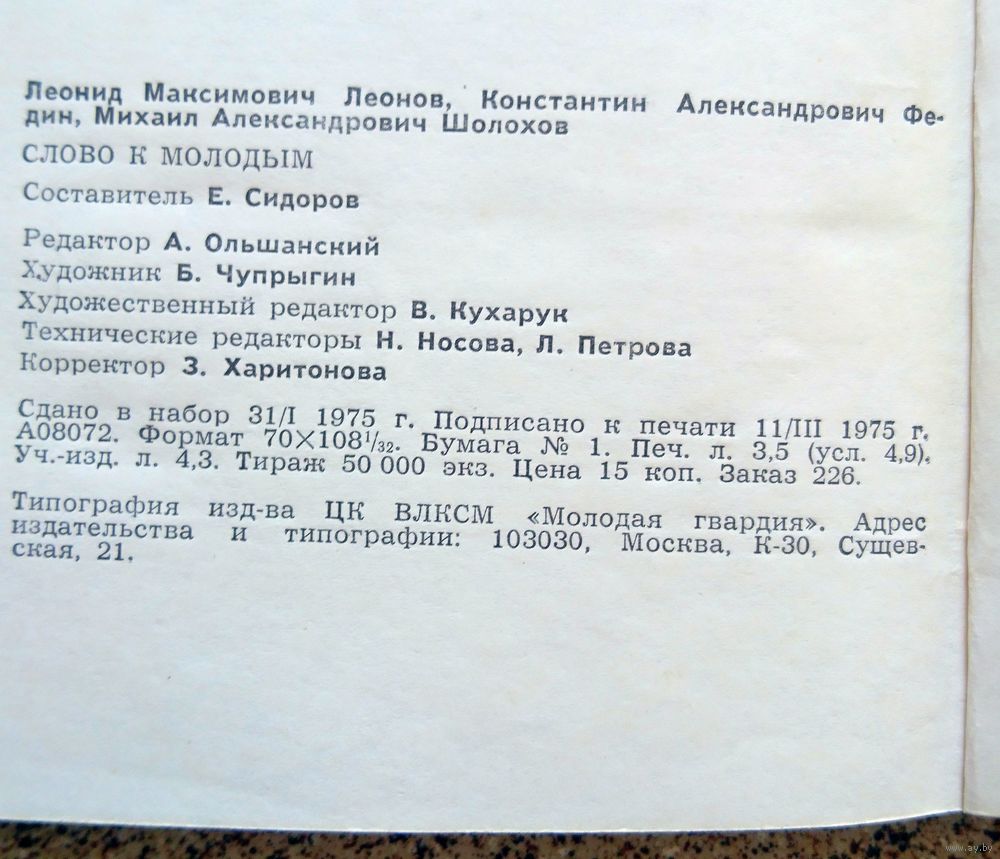 Леонид Максимович Леонов, Константин Александрович Фе-
дин, Михаил Александрович Шолохов
СЛОВО К МОЛОДЫМ
Составитель Е. Сидоров
Редактор А. Ольшанский
Художник Б. Чупрыгин
Художественный редактор В. Кухарук
Технические редакторы Н. Носова, Л. Петрова
Корректор З. Харитонова
Сдано в набор 31/I 1975 г. Подписано к печати 11/III 1975 г.
А08072. Формат 70×108¹/₃₂. Бумага № 1. Печ. л. 3,5 (усл. 4,9).
Уч.-изд. л. 4,3. Тираж 50 000 экз. Цена 15 коп. Заказ 226.
Типография изд-ва ЦК ВЛКСМ «Молодая гвардия». Адрес
издательства и типографии: 103030, Москва, К-30, Сущев-
ская, 21.
www.ay.by